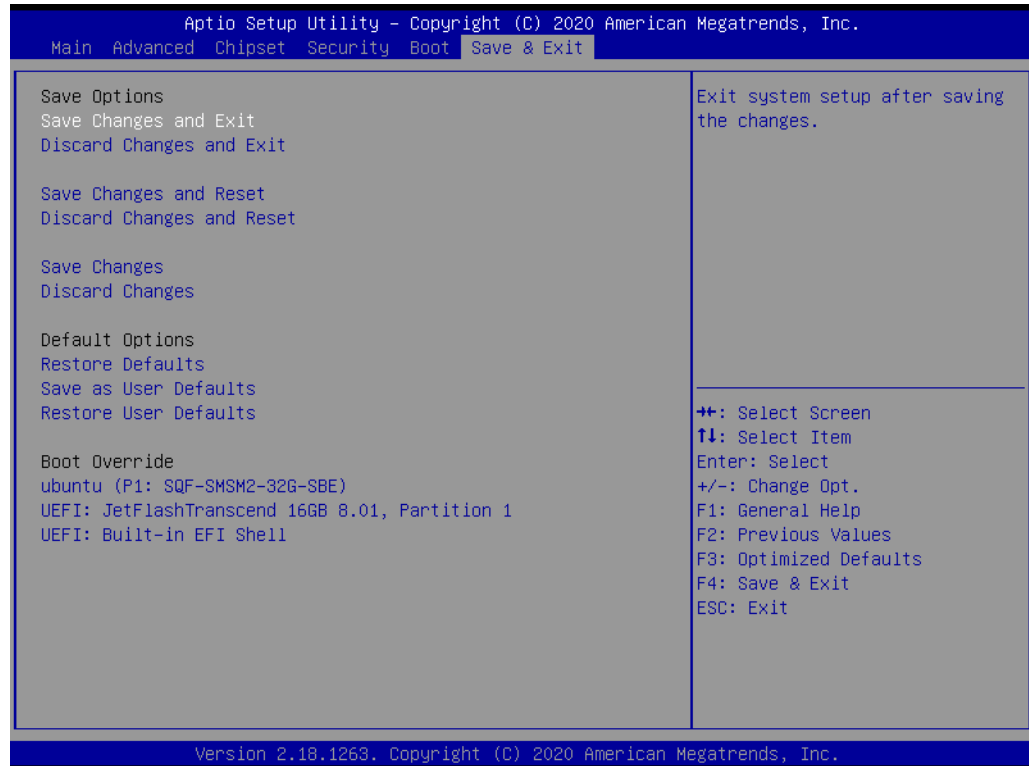 Aptio Setup Utility – Copyright (C) 2020 American Megatrends, Inc.
Main Advanced Chipset Security Boot Save & Exit
Save Options
Save Changes and Exit
Discard Changes and Exit
Save Changes and Reset
Discard Changes and Reset
Save Changes
Discard Changes
Default Options
Restore Defaults
Save as User Defaults
Restore User Defaults
Boot Override
ubuntu (P1: SQF-SMSM2-32G-SBE)
UEFI: JetFlashTranscend 16GB 8.01, Partition 1
UEFI: Built-in EFI Shell
Exit system setup after saving
the changes.
→←: Select Screen
↑↓: Select Item
Enter: Select
+/-: Change Opt.
F1: General Help
F2: Previous Values
F3: Optimized Defaults
F4: Save & Exit
ESC: Exit
Version 2.18.1263. Copyright (C) 2020 American Megatrends, Inc.